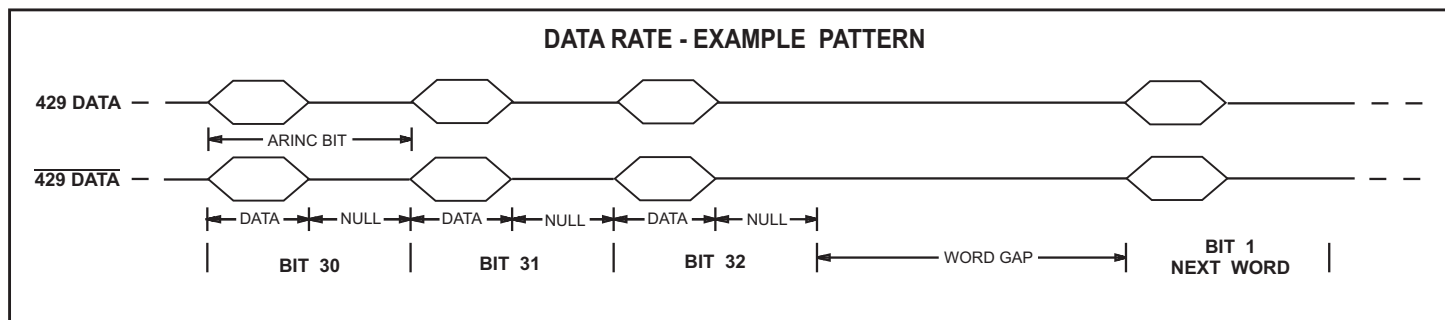 DATA RATE - EXAMPLE PATTERN
429 DATA
ARINC BIT
429 DATA
DATA NULL DATA NULL DATA NULL
BIT 30 BIT 31 BIT 32 WORD GAP BIT 1
NEXT WORD